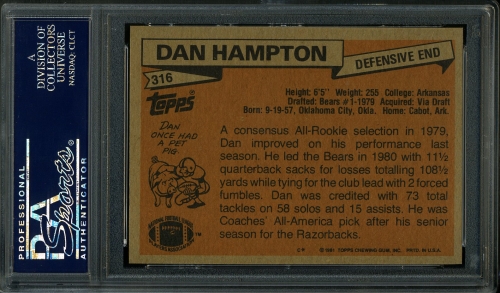 A
DIVISION OF
COLLECTORS
UNIVERSE
NASDAQ: CLCT
PROFESSIONAL
PSA
Sports
AUTHENTICATOR
DAN HAMPTON
DEFENSIVE END
316
Topps
Height: 6'5" Weight: 255 College: Arkansas
Drafted: Bears #1-1979 Acquired: Via Draft
Born: 9-19-57, Oklahoma City, Okla. Home: Cabot, Ark.
DAN
ONCE HAD
A PET
PIG.
A consensus All-Rookie selection in 1979,
Dan improved on his performance last
season. He led the Bears in 1980 with 11½
quarterback sacks for losses totalling 108½
yards while tying for the club lead with 2 forced
fumbles. Dan was credited with 73 total
tackles on 58 solos and 15 assists. He was
Coaches' All-America pick after his senior
season for the Razorbacks.
© 1981 TOPPS CHEWING GUM, INC. PRTD. IN U.S.A.